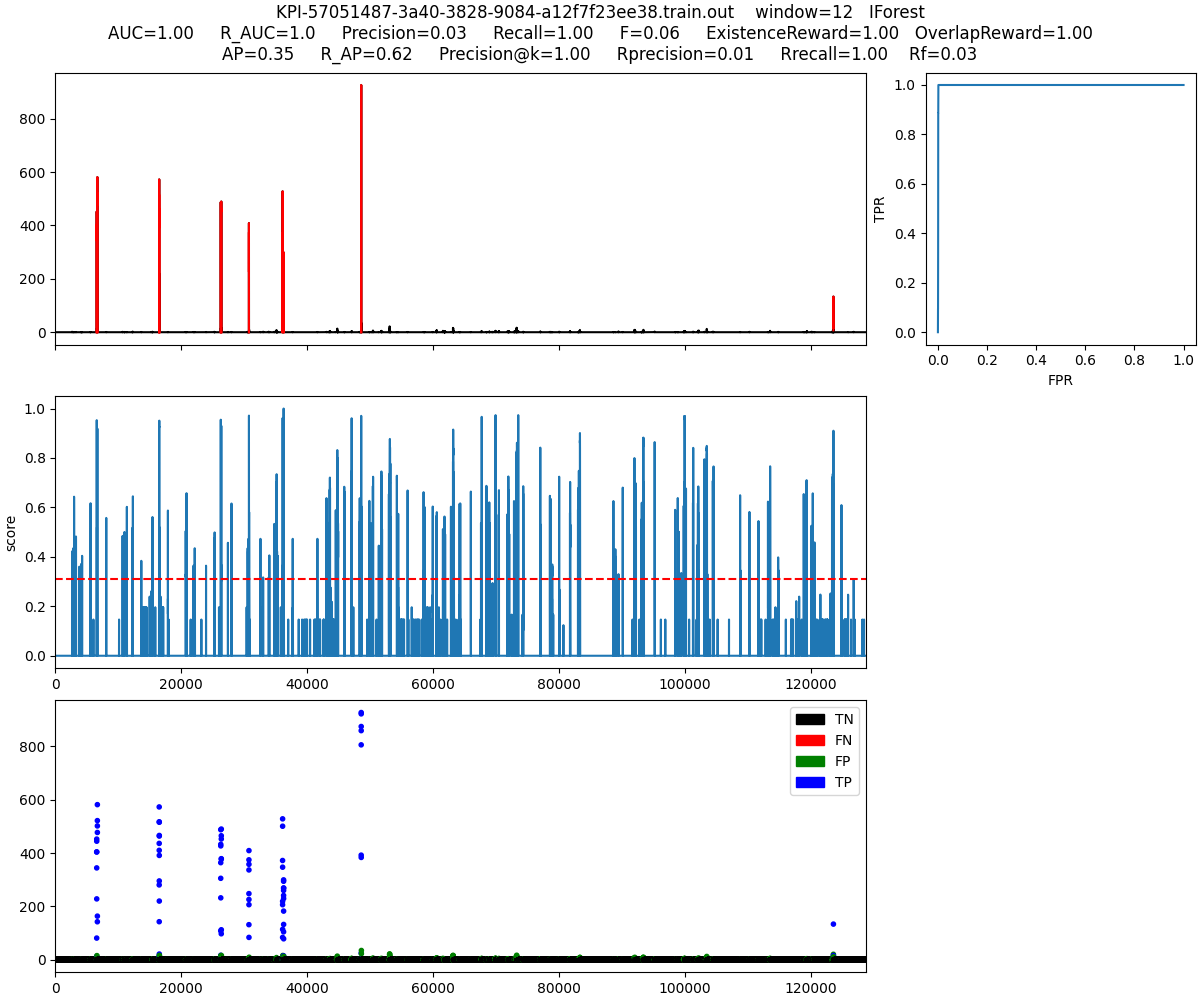 KPI-57051487-3a40-3828-9084-a12f7f23ee38.train.out    window=12   IForest
AUC=1.00     R_AUC=1.0     Precision=0.03     Recall=1.00     F=0.06     ExistenceReward=1.00   OverlapReward=1.00
AP=0.35     R_AP=0.62     Precision@k=1.00     Rprecision=0.01     Rrecall=1.00    Rf=0.03
800
600
400
200
0
1.0
0.8
0.6
0.4
0.2
0.0
TPR
0.0 0.2 0.4 0.6 0.8 1.0
FPR
1.0
0.8
0.6
0.4
0.2
0.0
score
0 20000 40000 60000 80000 100000 120000
800
600
400
200
0
TN
FN
FP
TP
0 20000 40000 60000 80000 100000 120000